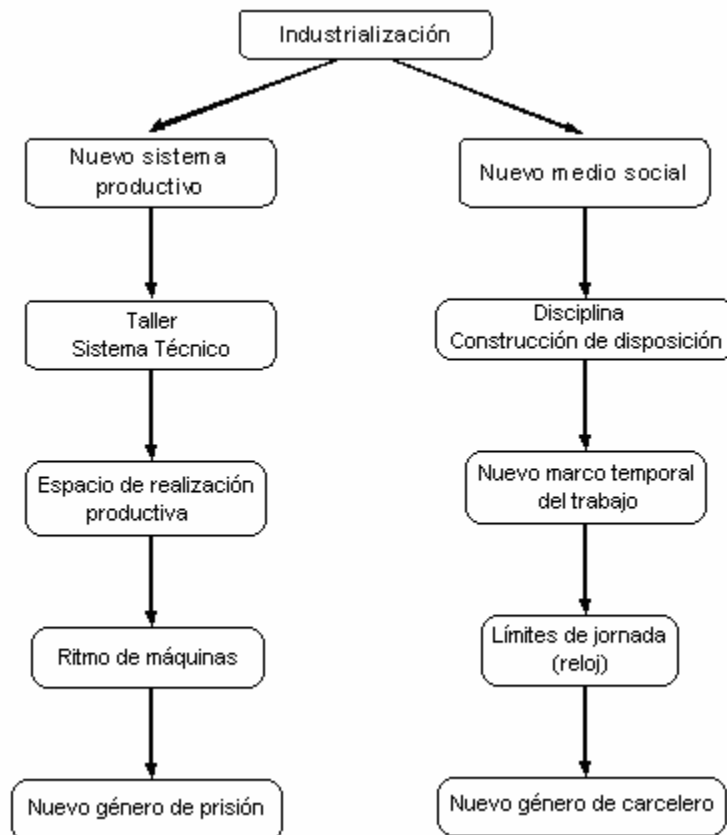 Industrialización
Nuevo sistema
productivo
Nuevo medio social
Taller
Sistema Técnico
Disciplina
Construcción de disposición
Espacio de realización
productiva
Nuevo marco temporal
del trabajo
Ritmo de máquinas
Límites de jornada
(reloj)
Nuevo género de prisión
Nuevo género de carcelero